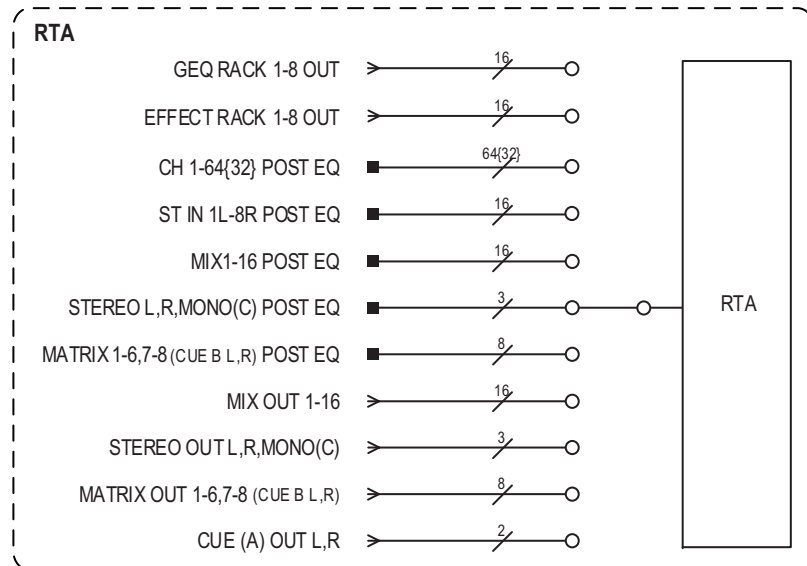 RTA
GEQ RACK 1-8 OUT 16
EFFECT RACK 1-8 OUT 16
CH 1-64{32} POST EQ 64{32}
ST IN 1L-8R POST EQ 16
MIX1-16 POST EQ 16
STEREO L,R,MONO(C) POST EQ 3 RTA
MATRIX 1-6,7-8 (CUE B L,R) POST EQ 8
MIX OUT 1-16 16
STEREO OUT L,R,MONO(C) 3
MATRIX OUT 1-6,7-8 (CUE B L,R) 8
CUE (A) OUT L,R 2